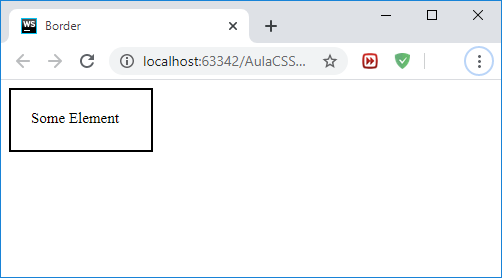 WS
Border
localhost:63342/AulaCSS...
Some Element